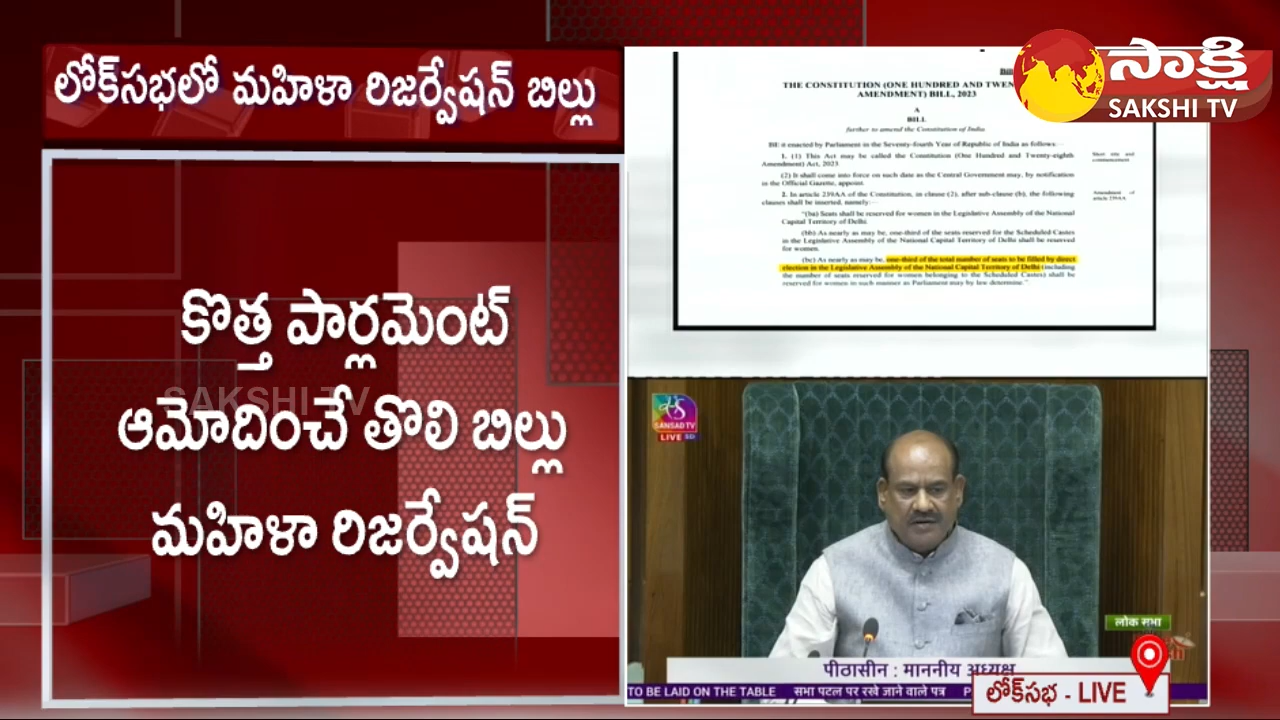 లోక్‌సభలో మహిళా రిజర్వేషన్ బిల్లు
కొత్త పార్లమెంట్
ఆమోదించే తొలి బిల్లు
మహిళా రిజర్వేషన్
SAKSHI TV
సాక్షి
SAKSHI TV
THE CONSTITUTION (ONE HUNDRED AND TWEN
AMENDMENT) BILL, 2023
A
BILL
further to amend the Constitution of India
BE it enacted by Parliament in the Seventy-fourth Year of Republic of India as follows:—
1. (1) This Act may be called the Constitution (One Hundred and Twenty-eighth
Amendment) Act, 2023
Short title and
commencement
(2) It shall come into force on such date as the Central Government may, by notification
in the Official Gazette, appoint.
2. In article 239AA of the Constitution, in clause (2), after sub-clause (b), the following
clauses shall be inserted, namely:—
Amendment of
article 239AA
"(ba) Seats shall be reserved for women in the Legislative Assembly of the National
Capital Territory of Delhi.
(bb) As nearly as may be, one-third of the seats reserved for the Scheduled Castes
in the Legislative Assembly of the National Capital Territory of Delhi shall be reserved
for women.
(bc) As nearly as may be, one-third of the total number of seats to be filled by direct
election in the Legislative Assembly of the National Capital Territory of Delhi (including
the number of seats reserved for women belonging to the Scheduled Castes) shall be
reserved for women in such manner as Parliament may by law determine."
SANSAD TV
LIVE SD
लोक सभा
पीठासीन : माननीय अध्यक्ष
TO BE LAID ON THE TABLE सभा पटल पर रखे जाने वाले पत्र P
లోక్‌సభ - LIVE